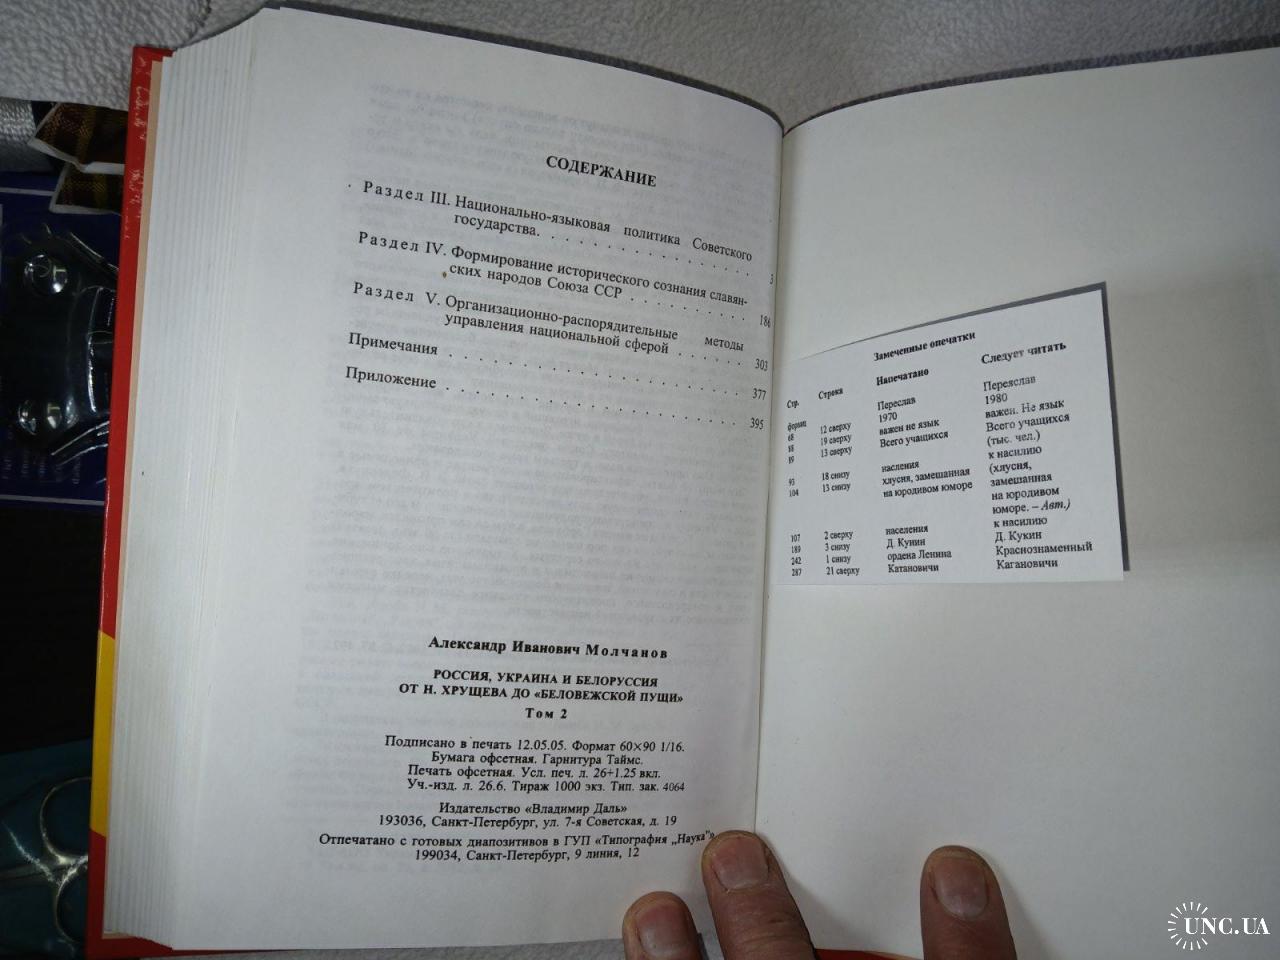 СОДЕРЖАНИЕ
Раздел III. Национально-языковая политика Советского
государства. . . . . . . . . . . . . . 3
Раздел IV. Формирование исторического сознания славян-
ских народов Союза ССР . . . . . . . . . . 186
Раздел V. Организационно-распорядительные методы
управления национальной сферой . . . . . . 303
Примечания . . . . . . . . . . . . . . . . . . 377
Приложение . . . . . . . . . . . . . . . . . . 395
Александр Иванович Молчанов
РОССИЯ, УКРАИНА И БЕЛОРУССИЯ
ОТ Н. ХРУЩЕВА ДО «БЕЛОВЕЖСКОЙ ПУЩИ»
Том 2
Подписано в печать 12.05.05. Формат 60×90 1/16.
Бумага офсетная. Гарнитура Таймс.
Печать офсетная. Усл. печ. л. 26+1.25 вкл.
Уч.-изд. л. 26.6. Тираж 1000 экз. Тип. зак. 4064
Издательство «Владимир Даль»
193036, Санкт-Петербург, ул. 7-я Советская, д. 19
Отпечатано с готовых диапозитивов в ГУП «Типография „Наука"»
199034, Санкт-Петербург, 9 линия, 12
Замеченные опечатки
Стр. Строка Напечатано Следует читать
форзац Переслав Переяслав
68 12 сверху 1970 1980
88 19 сверху важен не язык важен. Не язык
89 13 сверху Всего учащихся Всего учащихся
(тыс. чел.)
93 18 снизу насления к насилию
104 13 снизу хлусня, замешанная (хлусня,
на юродивом юморе замешанная
на юродивом
юморе. – Авт.)
107 2 сверху населения к насилию
189 3 снизу Д. Кунин Д. Кукин
242 1 снизу ордена Ленина Краснознаменный
287 21 сверху Катановичи Кагановичи
UNC.UA